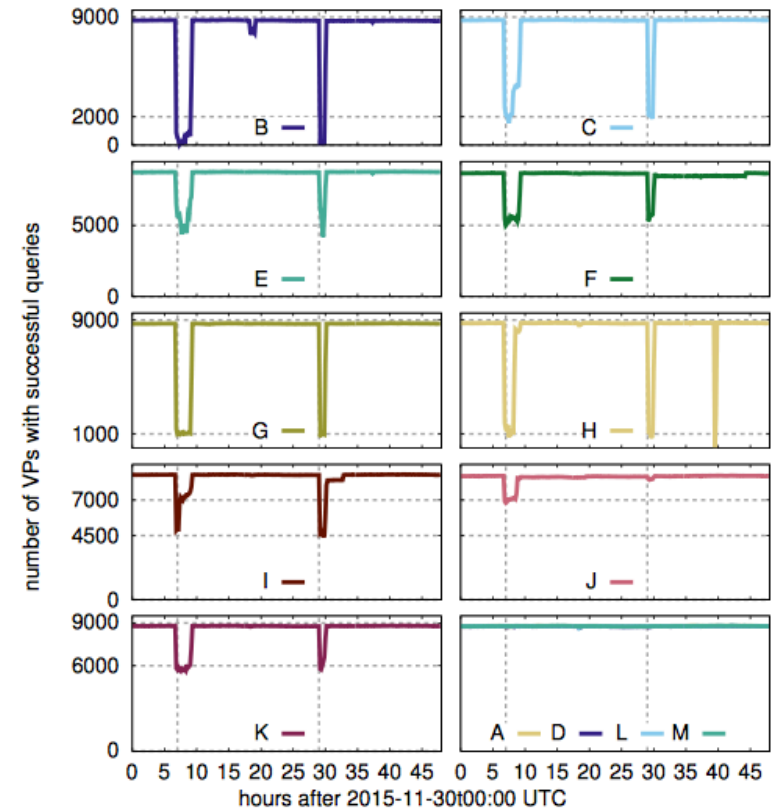 9000
2000
0
B
C
5000
0
E
F
9000
1000
G
H
7000
4500
0
I
J
9000
6000
0
K
A D L M
0 5 10 15 20 25 30 35 40 45 0 5 10 15 20 25 30 35 40 45
hours after 2015-11-30t00:00 UTC
number of VPs with successful queries